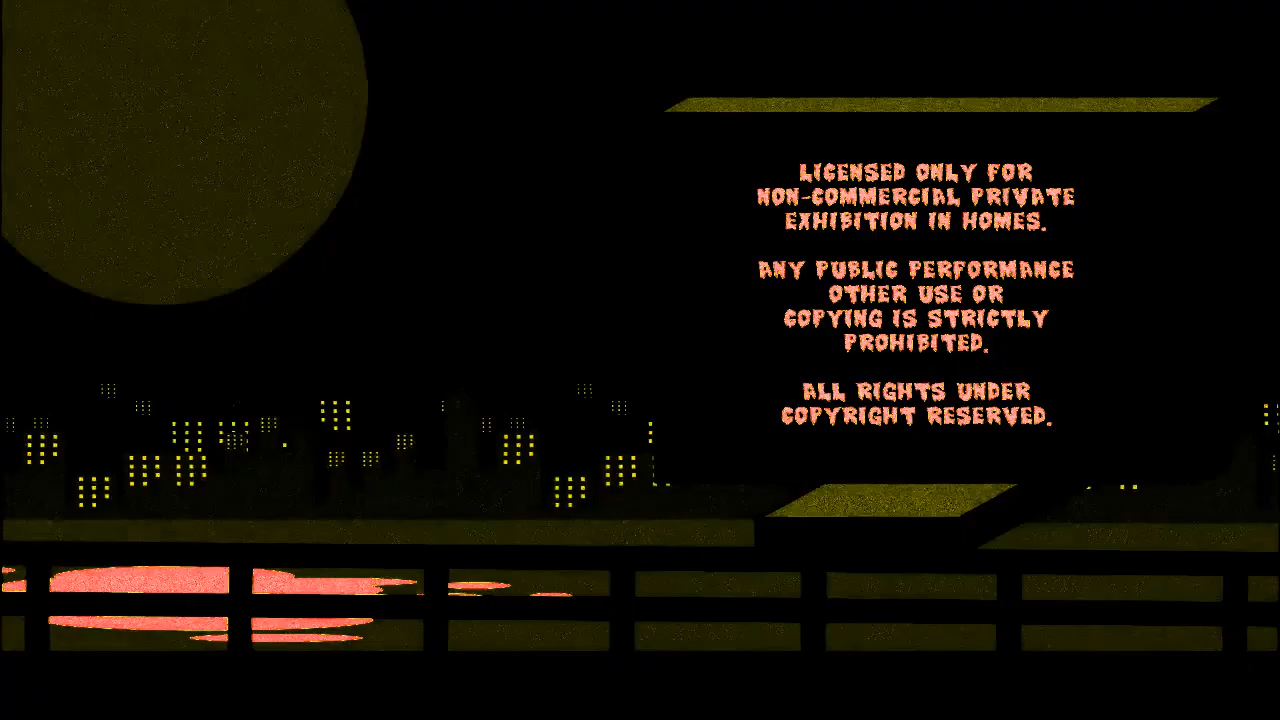 LICENSED ONLY FOR
NON-COMMERCIAL PRIVATE
EXHIBITION IN HOMES.
ANY PUBLIC PERFORMANCE
OTHER USE OR
COPYING IS STRICTLY
PROHIBITED.
ALL RIGHTS UNDER
COPYRIGHT RESERVED.